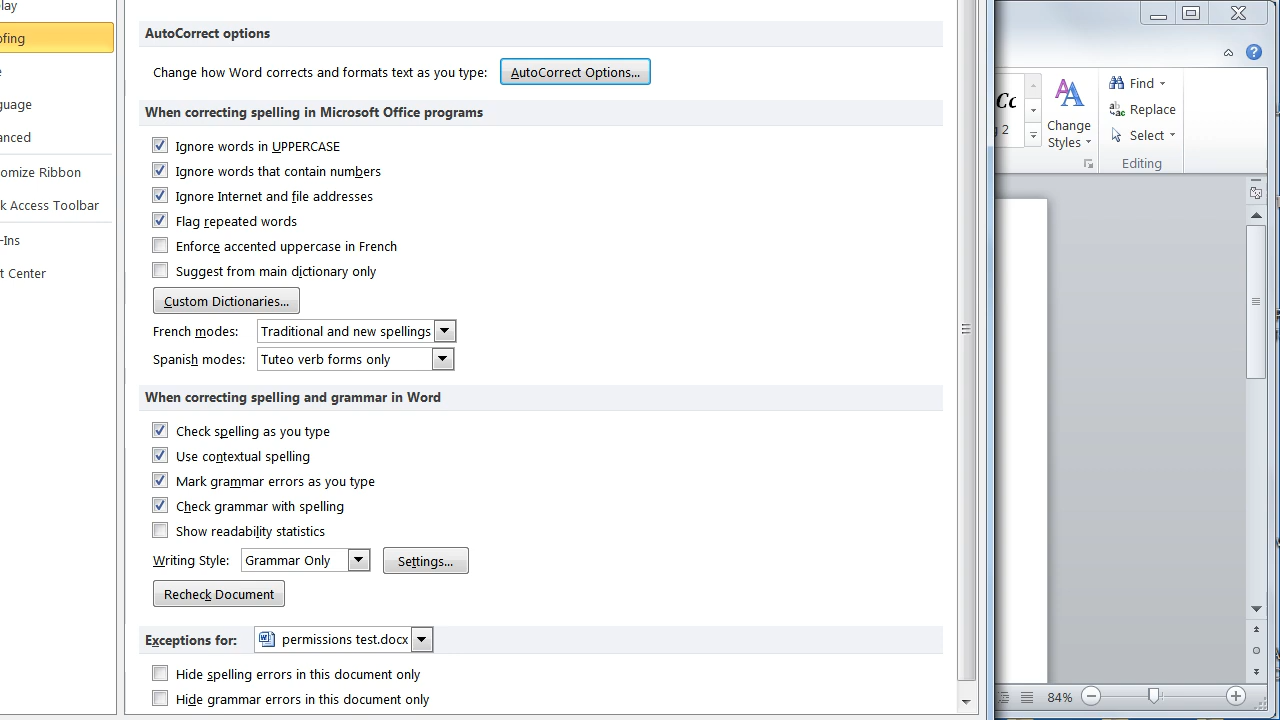 lay
ofing
e
guage
anced
omize Ribbon
k Access Toolbar
-Ins
t Center
AutoCorrect options
Change how Word corrects and formats text as you type: AutoCorrect Options...
When correcting spelling in Microsoft Office programs
Ignore words in UPPERCASE
Ignore words that contain numbers
Ignore Internet and file addresses
Flag repeated words
Enforce accented uppercase in French
Suggest from main dictionary only
Custom Dictionaries...
French modes: Traditional and new spellings
Spanish modes: Tuteo verb forms only
When correcting spelling and grammar in Word
Check spelling as you type
Use contextual spelling
Mark grammar errors as you type
Check grammar with spelling
Show readability statistics
Writing Style: Grammar Only Settings...
Recheck Document
Exceptions for: permissions test.docx
Hide spelling errors in this document only
Hide grammar errors in this document only
Cc
g 2
Change
Styles
Find
Replace
Select
Editing
84%